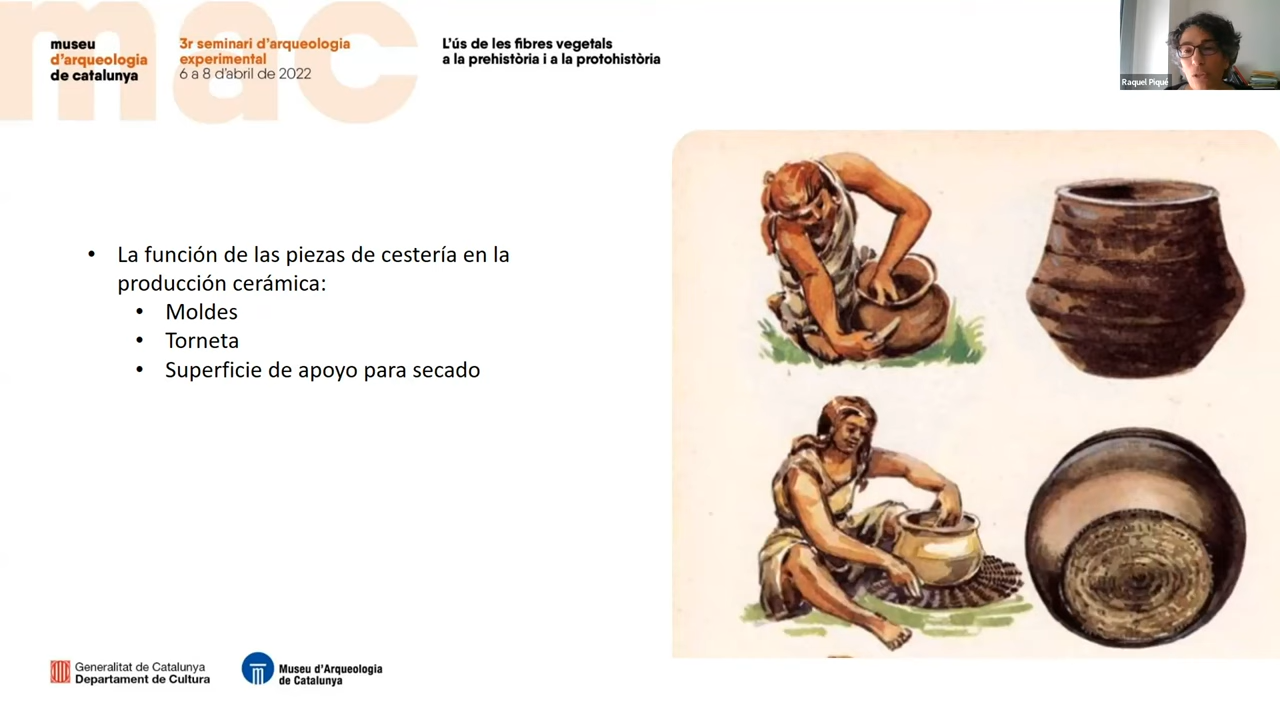 mac
museu
d'arqueologia
de catalunya
3r seminari d'arqueologia
experimental
6 a 8 d'abril de 2022
L'ús de les fibres vegetals
a la prehistòria i a la protohistòria
Raquel Piqué
• La función de las piezas de cestería en la
producción cerámica:
• Moldes
• Torneta
• Superficie de apoyo para secado
Generalitat de Catalunya
Departament de Cultura
Museu d'Arqueologia
de Catalunya